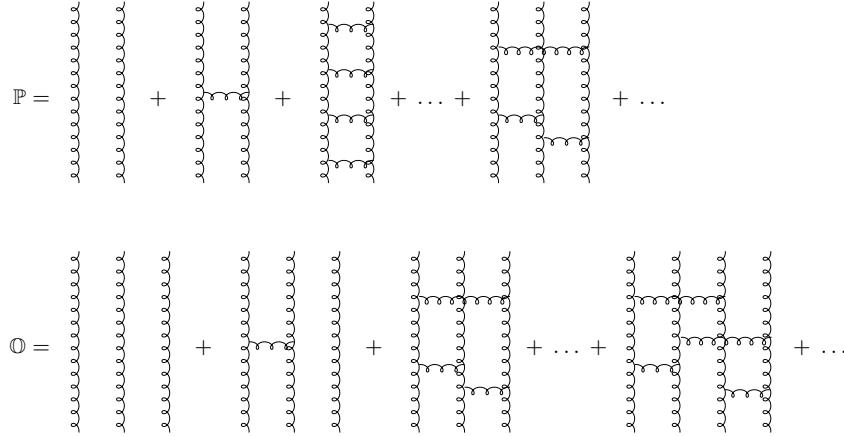 ℙ = + + + … + + …
𝕆 = + + + … + + …